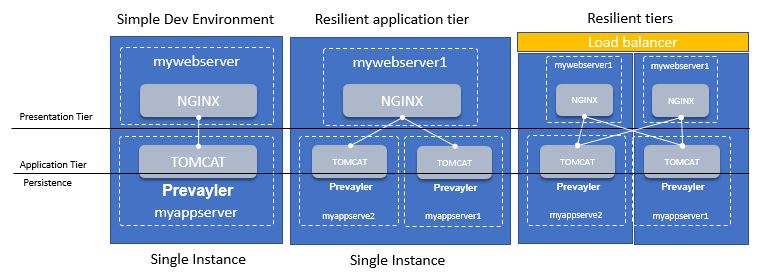 Simple Dev Environment
Resilient application tier
Resilient tiers
Load balancer
mywebserver
mywebserver1
mywebserver1
mywebserver1
NGINX
NGINX
NGINX
NGINX
Presentation Tier
Application Tier
TOMCAT
TOMCAT
TOMCAT
TOMCAT
TOMCAT
Persistence
Prevayler
Prevayler
Prevayler
Prevayler
Prevayler
myappserver
myappserve2
myappserver1
myappserve2
myappserver1
Single Instance
Single Instance